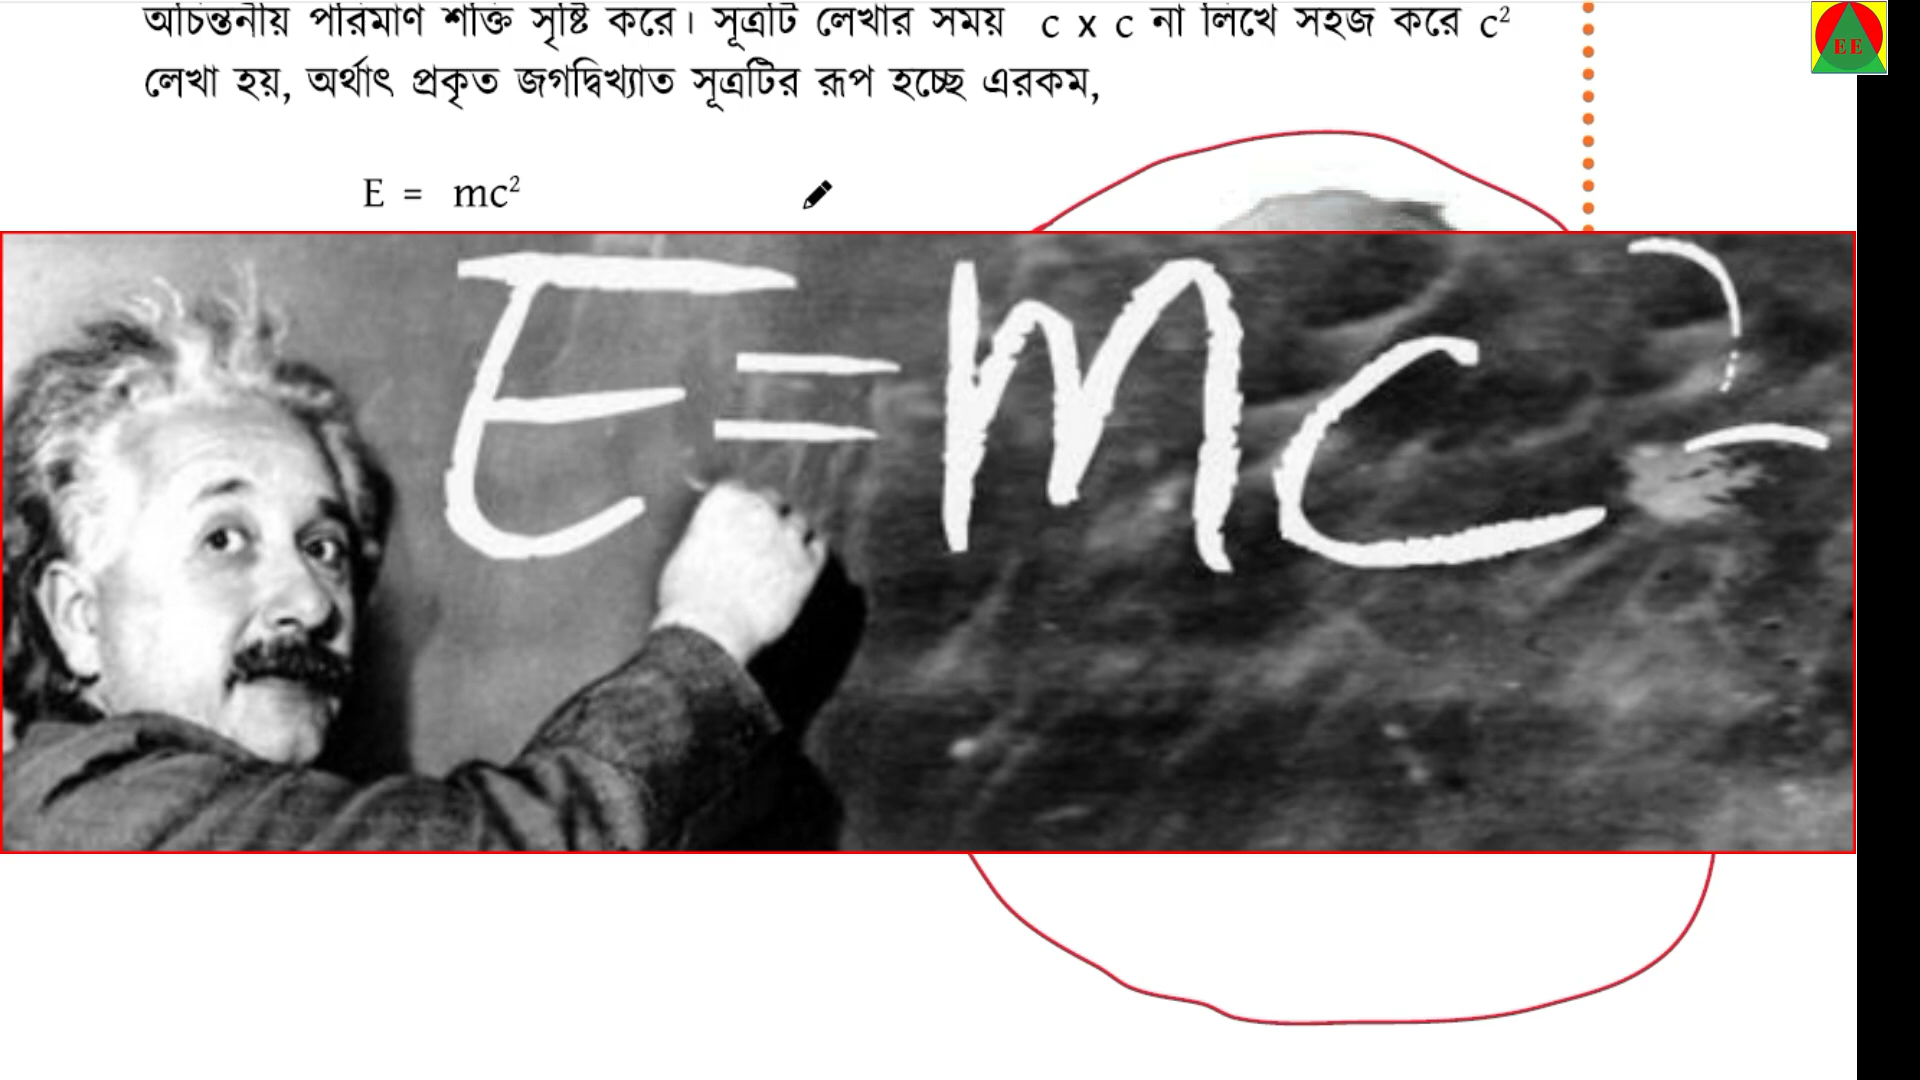 অচিন্তনীয় পরিমাণ শক্তি সৃষ্টি করে। সূত্রটি লেখার সময় c x c না লিখে সহজ করে c²
লেখা হয়, অর্থাৎ প্রকৃত জগদ্বিখ্যাত সূত্রটির রূপ হচ্ছে এরকম,
E = mc²
E=mc²
EE